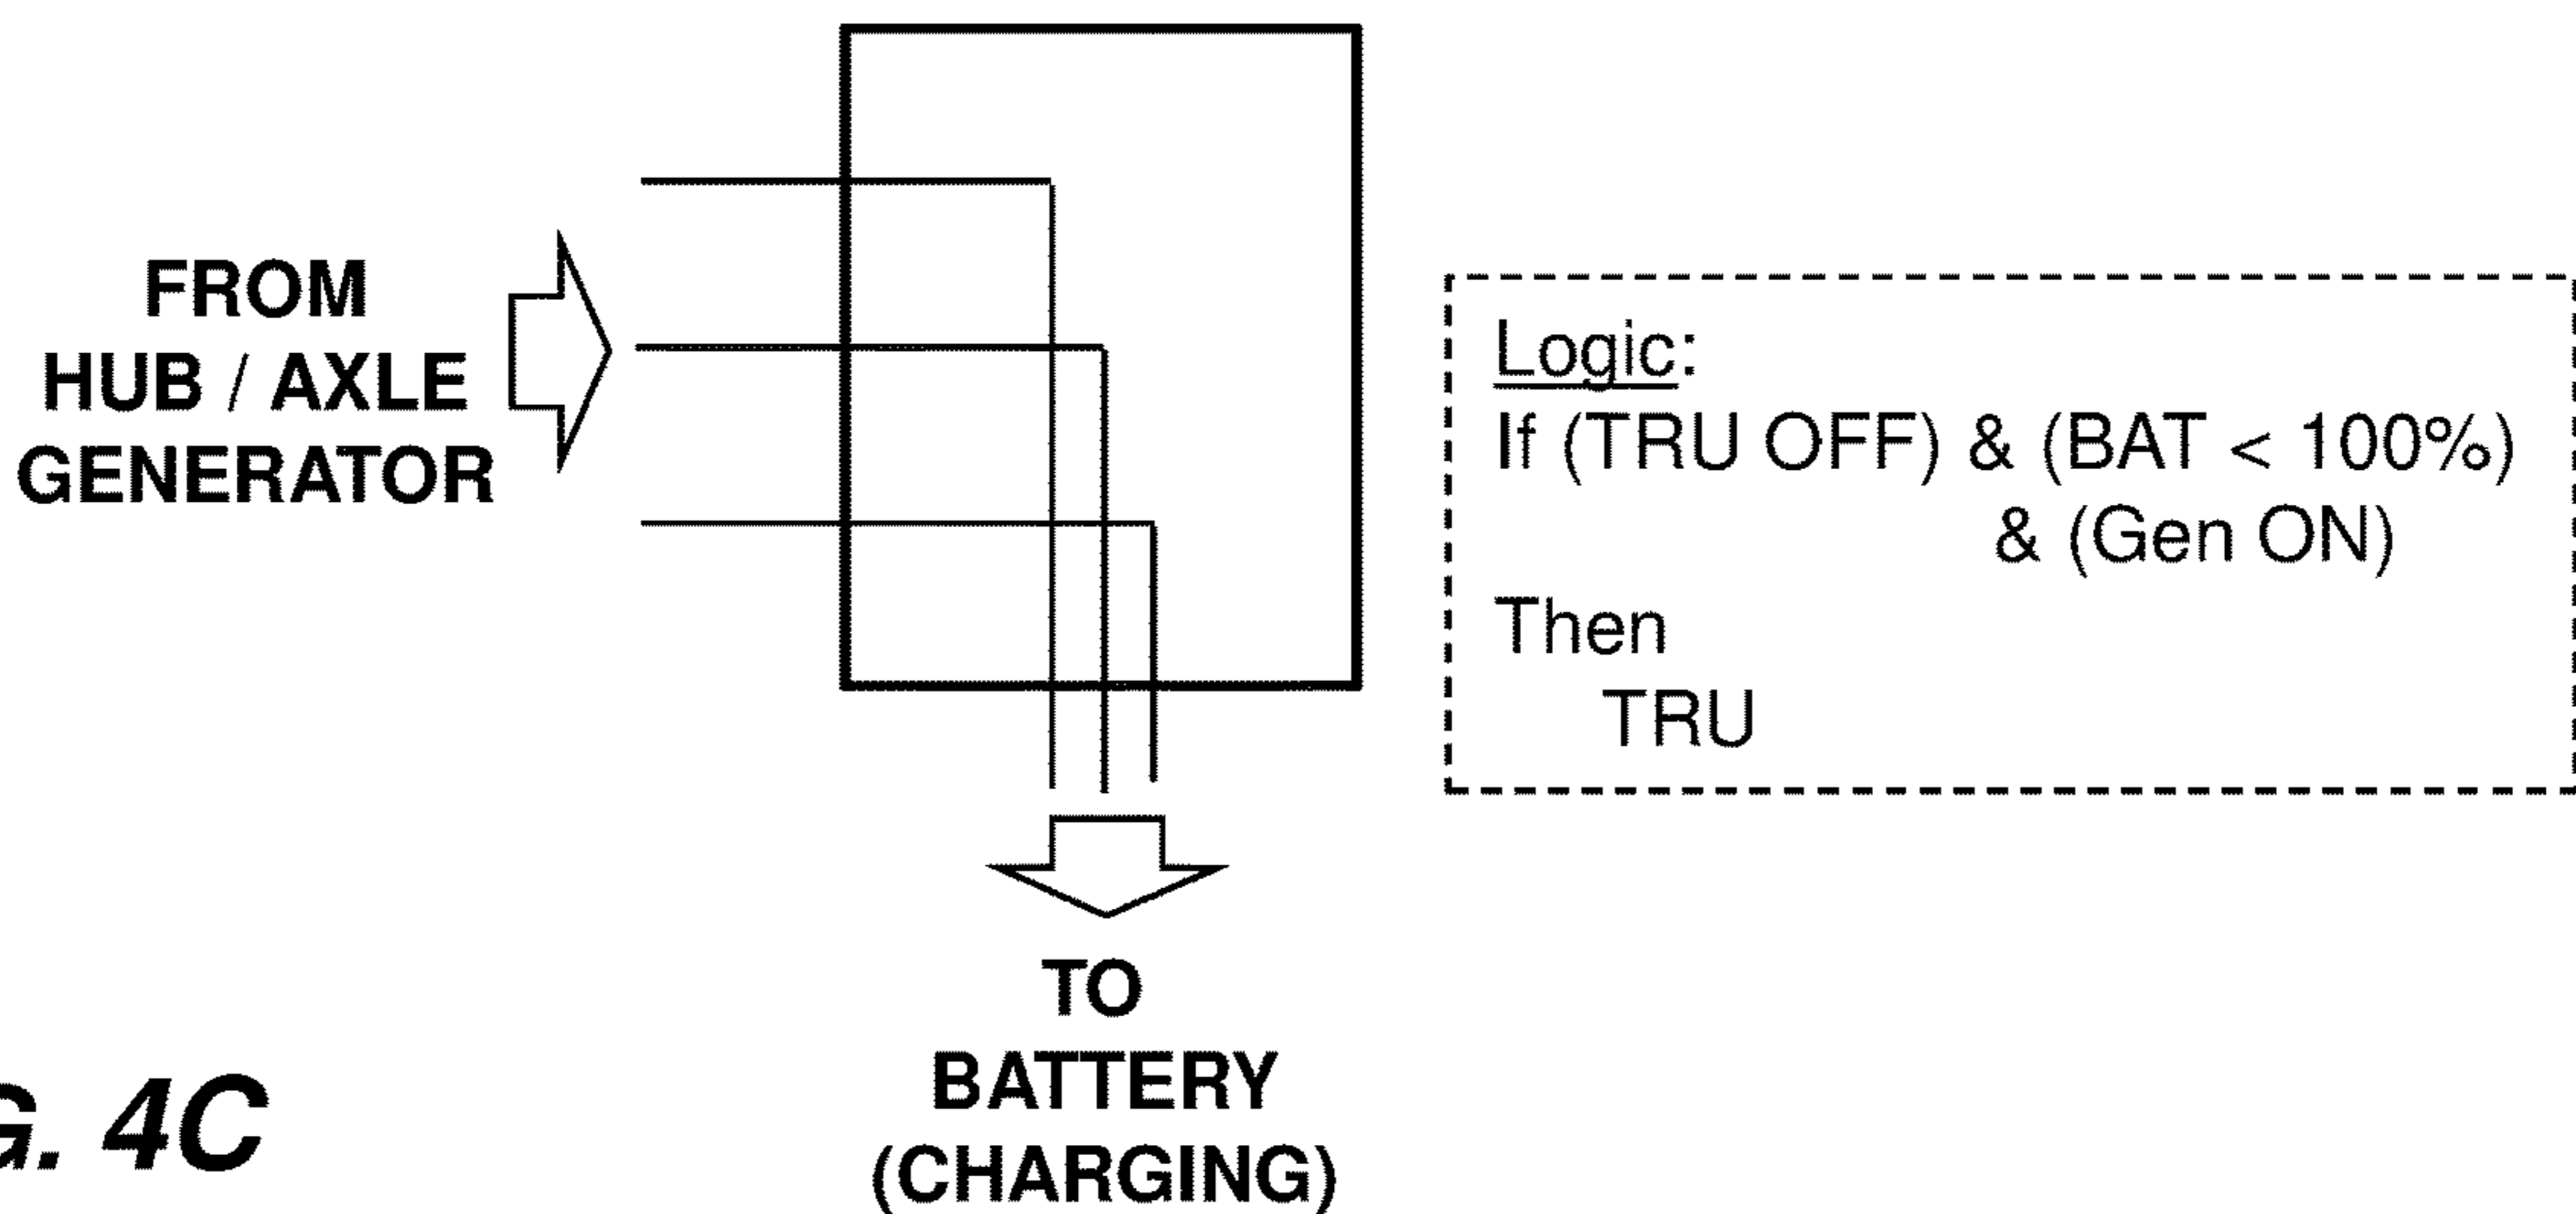 FROM
HUB / AXLE
GENERATOR
Logic:
If (TRU OFF) & (BAT < 100%)
& (Gen ON)
Then
TRU
TO
BATTERY
(CHARGING)
G. 4C